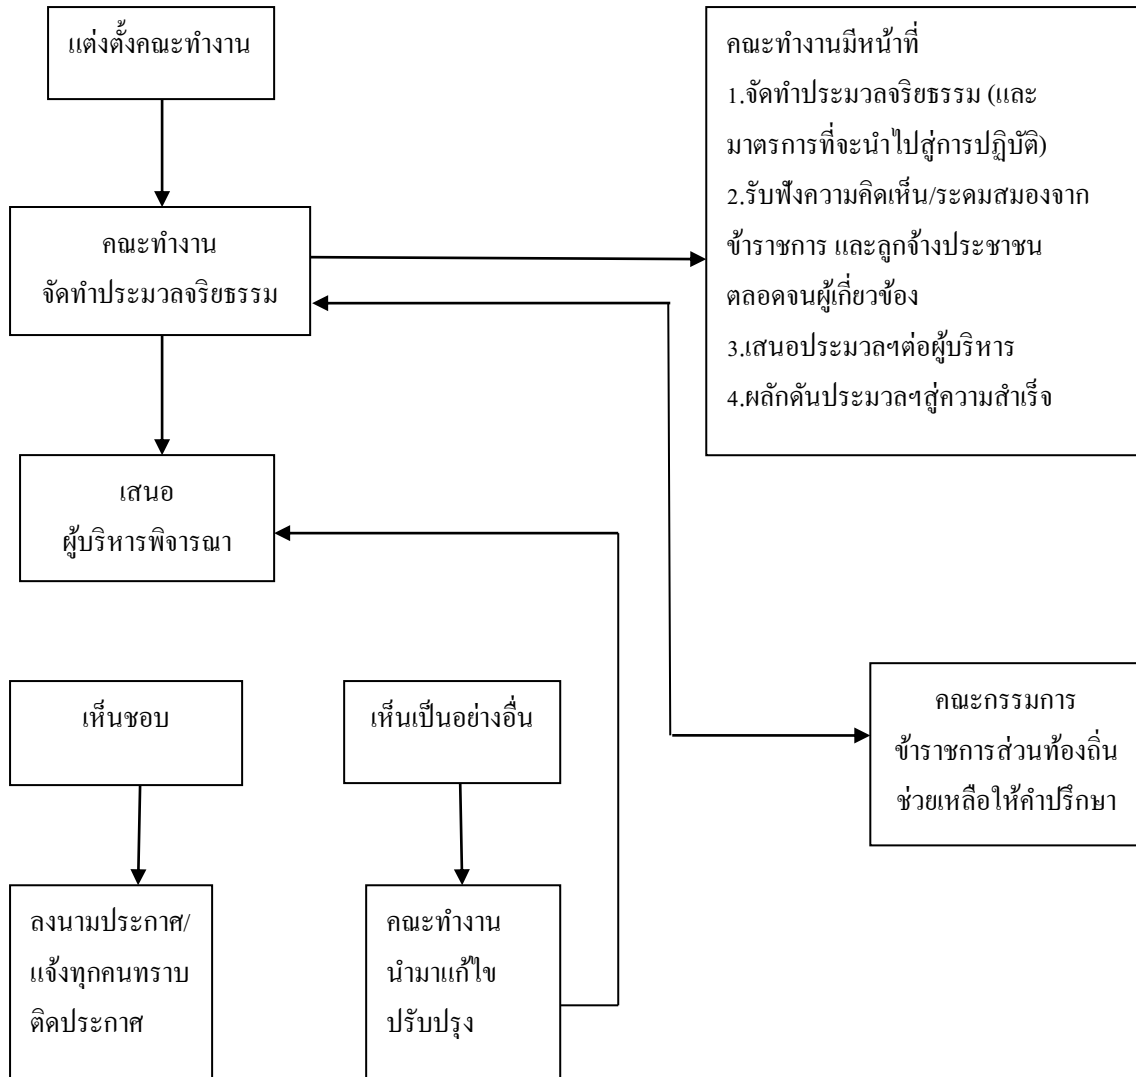 แต่งตั้งคณะทำงาน
คณะทำงานมีหน้าที่
1.จัดทำประมวลจริยธรรม (และ
มาตรการที่จะนำไปสู่การปฏิบัติ)
2.รับฟังความคิดเห็น/ระดมสมองจาก
ข้าราชการ และลูกจ้างประชาชน
ตลอดจนผู้เกี่ยวข้อง
3.เสนอประมวลฯต่อผู้บริหาร
4.ผลักดันประมวลฯสู่ความสำเร็จ
คณะทำงาน
จัดทำประมวลจริยธรรม
เสนอ
ผู้บริหารพิจารณา
เห็นชอบ
เห็นเป็นอย่างอื่น
คณะกรรมการ
ข้าราชการส่วนท้องถิ่น
ช่วยเหลือให้คำปรึกษา
ลงนามประกาศ/
แจ้งทุกคนทราบ
ติดประกาศ
คณะทำงาน
นำมาแก้ไข
ปรับปรุง